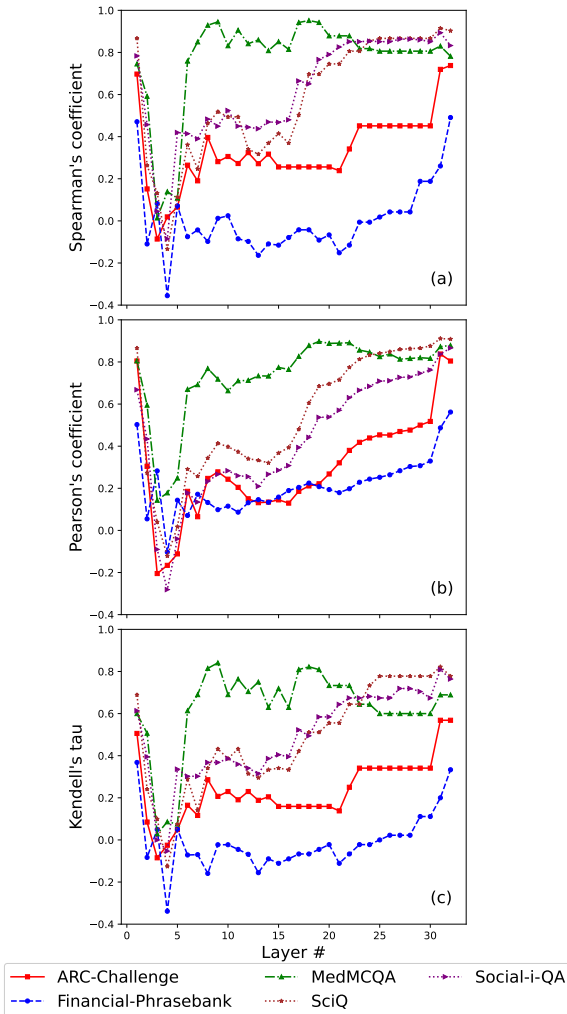 1.0
0.8
0.6
0.4
0.2
0.0
−0.2
−0.4
Spearman's coefficient
(a)
1.0
0.8
0.6
0.4
0.2
0.0
−0.2
−0.4
Pearson's coefficient
(b)
1.0
0.8
0.6
0.4
0.2
0.0
−0.2
−0.4
Kendell's tau
(c)
0 5 10 15 20 25 30
Layer #
ARC-Challenge MedMCQA Social-i-QA
Financial-Phrasebank SciQ